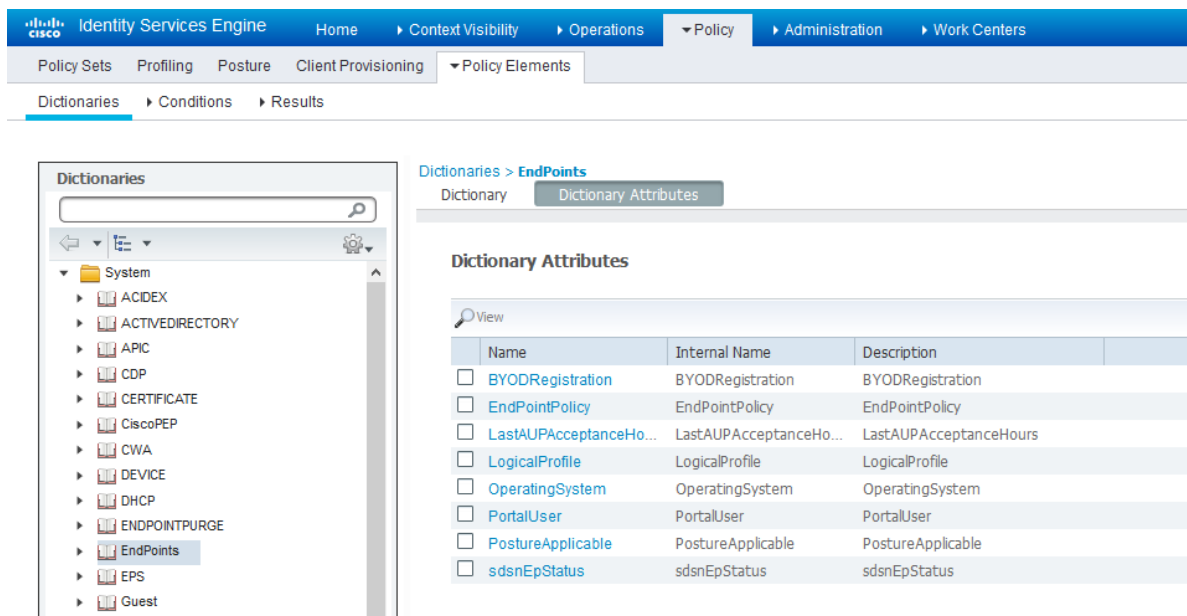 CISCO Identity Services Engine Home Context Visibility Operations Policy Administration Work Centers
Policy Sets Profiling Posture Client Provisioning Policy Elements
Dictionaries Conditions Results
Dictionaries
System
ACIDEX
ACTIVEDIRECTORY
APIC
CDP
CERTIFICATE
CiscoPEP
CWA
DEVICE
DHCP
ENDPOINTPURGE
EndPoints
EPS
Guest
Dictionaries > EndPoints
Dictionary Dictionary Attributes
Dictionary Attributes
View
Name Internal Name Description
BYODRegistration BYODRegistration BYODRegistration
EndPointPolicy EndPointPolicy EndPointPolicy
LastAUPAcceptanceHo... LastAUPAcceptanceHo... LastAUPAcceptanceHours
LogicalProfile LogicalProfile LogicalProfile
OperatingSystem OperatingSystem OperatingSystem
PortalUser PortalUser PortalUser
PostureApplicable PostureApplicable PostureApplicable
sdsnEpStatus sdsnEpStatus sdsnEpStatus